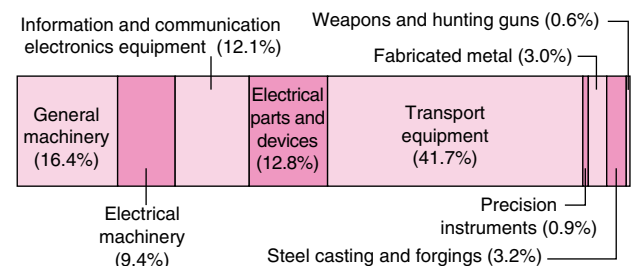 Information and communication
electronics equipment (12.1%)
Weapons and hunting guns (0.6%)
Fabricated metal (3.0%)
General
machinery
(16.4%)
Electrical
parts and
devices
(12.8%)
Transport
equipment
(41.7%)
Electrical
machinery
(9.4%)
Precision
instruments (0.9%)
Steel casting and forgings (3.2%)